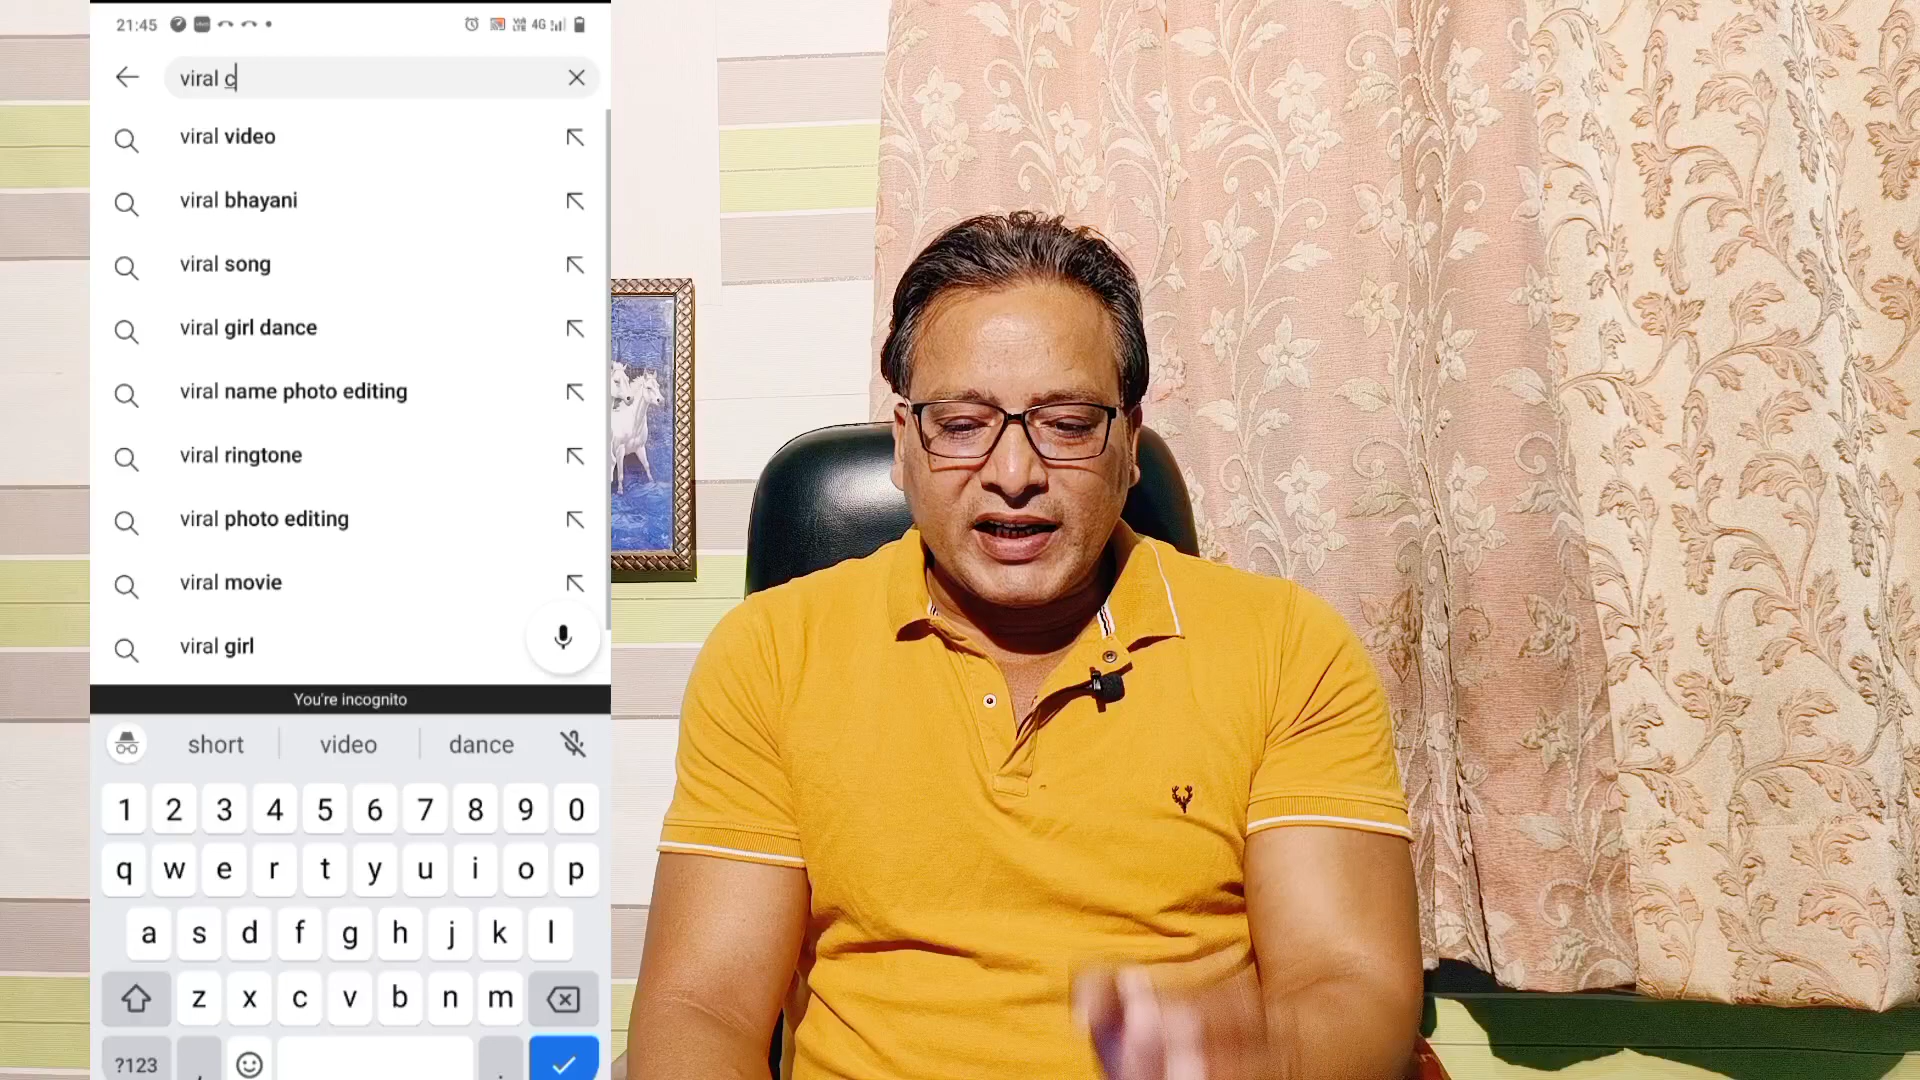 21:45 4G
viral c
viral video
viral bhayani
viral song
viral girl dance
viral name photo editing
viral ringtone
viral photo editing
viral movie
viral girl
You're incognito
short video dance
1 2 3 4 5 6 7 8 9 0
q w e r t y u i o p
a s d f g h j k l
z x c v b n m
?123 , .